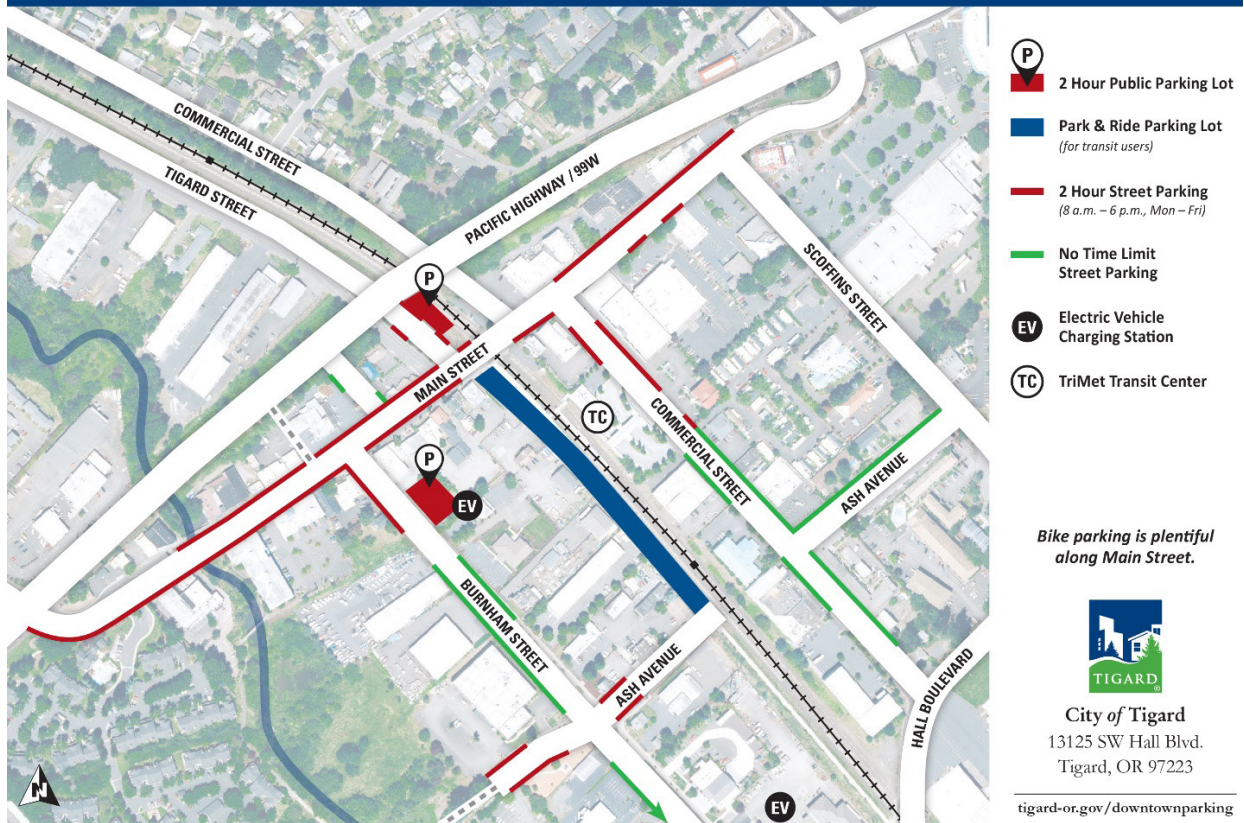 COMMERCIAL STREET
TIGARD STREET
PACIFIC HIGHWAY / 99W
SCOFFINS STREET
P
MAIN STREET
TC
COMMERCIAL STREET
ASH AVENUE
P
EV
BURNHAM STREET
ASH AVENUE
HALL BOULEVARD
EV
N
P
2 Hour Public Parking Lot
Park & Ride Parking Lot
(for transit users)
2 Hour Street Parking
(8 a.m. – 6 p.m., Mon – Fri)
No Time Limit
Street Parking
EV
Electric Vehicle
Charging Station
TC
TriMet Transit Center
Bike parking is plentiful
along Main Street.
TIGARD
®
City of Tigard
13125 SW Hall Blvd.
Tigard, OR 97223
tigard-or.gov/downtownparking